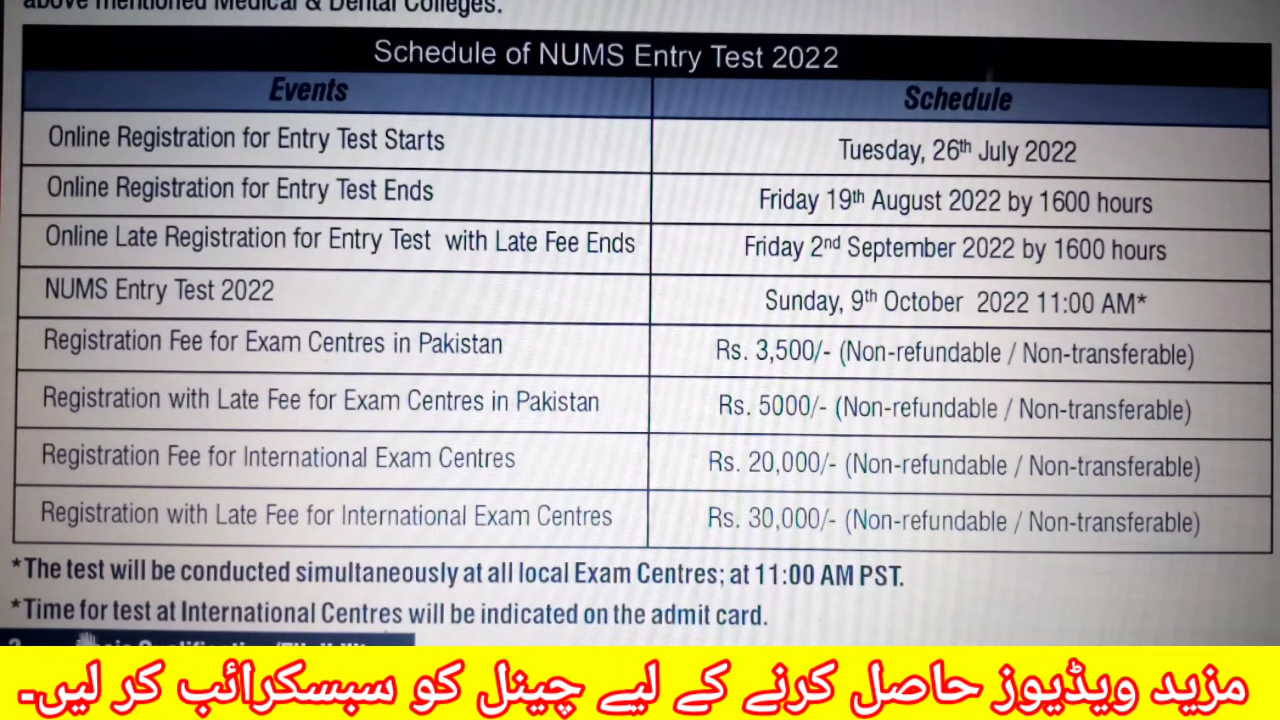 above mentioned Medical & Dental Colleges.
Schedule of NUMS Entry Test 2022
Events Schedule
Online Registration for Entry Test Starts Tuesday, 26th July 2022
Online Registration for Entry Test Ends Friday 19th August 2022 by 1600 hours
Online Late Registration for Entry Test with Late Fee Ends Friday 2nd September 2022 by 1600 hours
NUMS Entry Test 2022 Sunday, 9th October 2022 11:00 AM*
Registration Fee for Exam Centres in Pakistan Rs. 3,500/- (Non-refundable / Non-transferable)
Registration with Late Fee for Exam Centres in Pakistan Rs. 5000/- (Non-refundable / Non-transferable)
Registration Fee for International Exam Centres Rs. 20,000/- (Non-refundable / Non-transferable)
Registration with Late Fee for International Exam Centres Rs. 30,000/- (Non-refundable / Non-transferable)
*The test will be conducted simultaneously at all local Exam Centres; at 11:00 AM PST.
*Time for test at International Centres will be indicated on the admit card.
مزید ویڈیوز حاصل کرنے کے لیے چینل کو سبسکرائب کر لیں۔